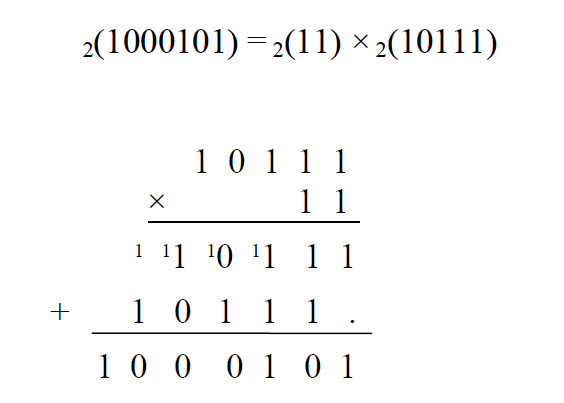 ₂(1000101) = ₂(11) × ₂(10111)
1 0 1 1 1
× 1 1
¹ ¹1 ¹0 ¹1 1 1
+ 1 0 1 1 1 .
1 0 0 0 1 0 1